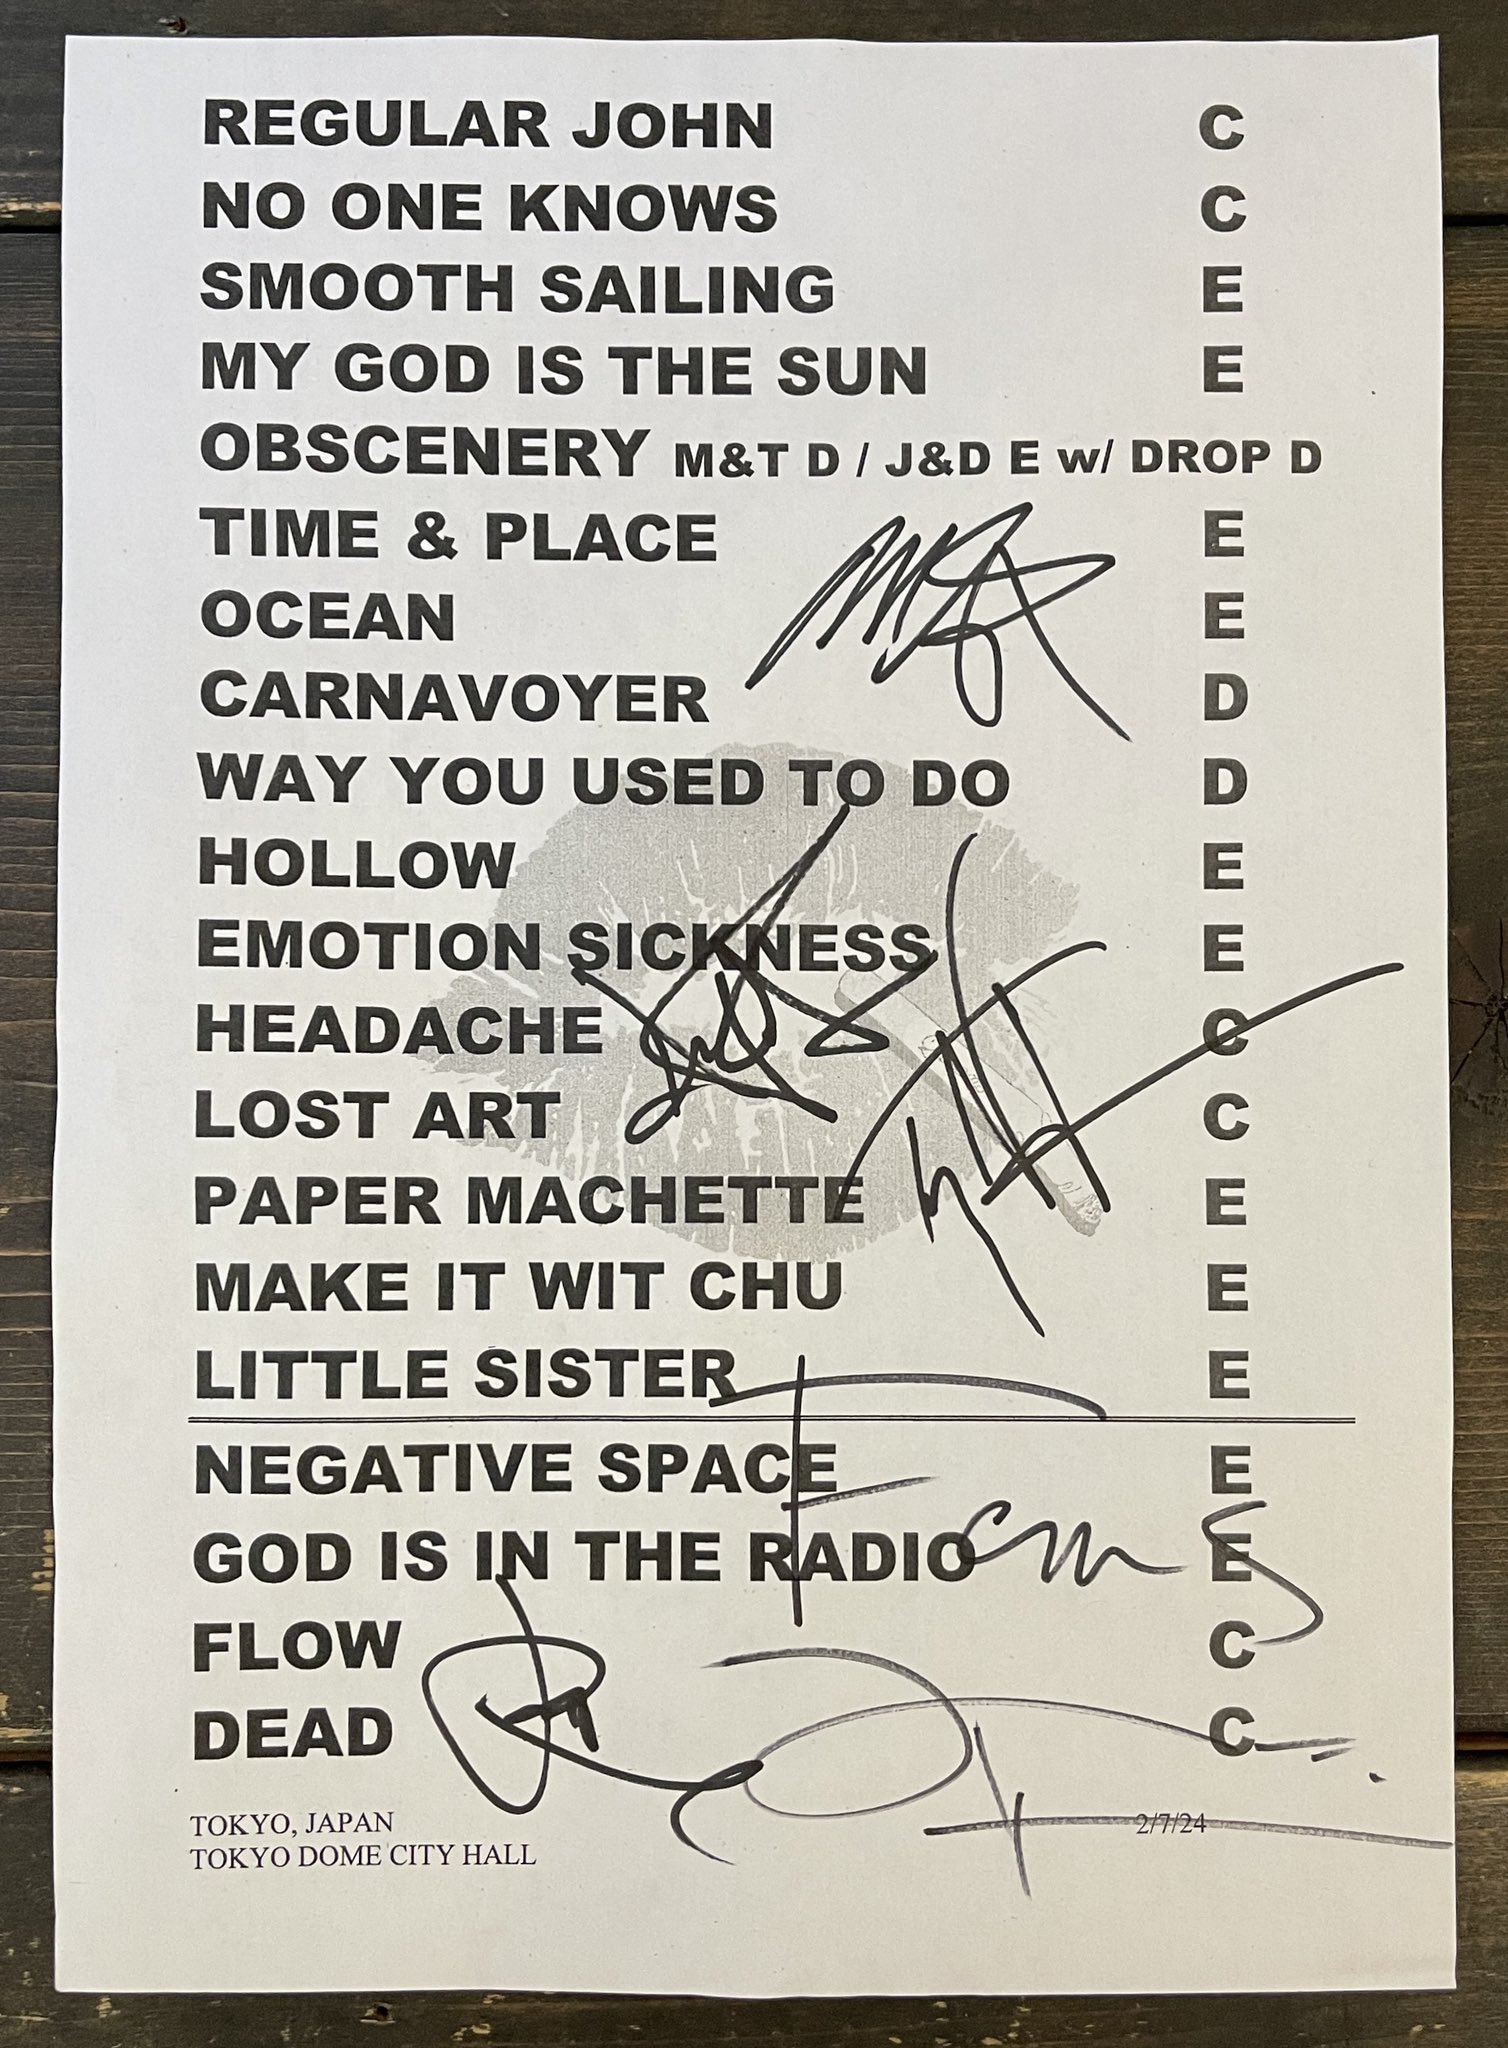 REGULAR JOHN C
NO ONE KNOWS C
SMOOTH SAILING E
MY GOD IS THE SUN E
OBSCENERY M&T D / J&D E w/ DROP D
TIME & PLACE E
OCEAN E
CARNAVOYER D
WAY YOU USED TO DO D
HOLLOW E
EMOTION SICKNESS E
HEADACHE C
LOST ART C
PAPER MACHETTE E
MAKE IT WIT CHU E
LITTLE SISTER E
NEGATIVE SPACE E
GOD IS IN THE RADIO E
FLOW C
DEAD C
TOKYO, JAPAN 2/7/24
TOKYO DOME CITY HALL